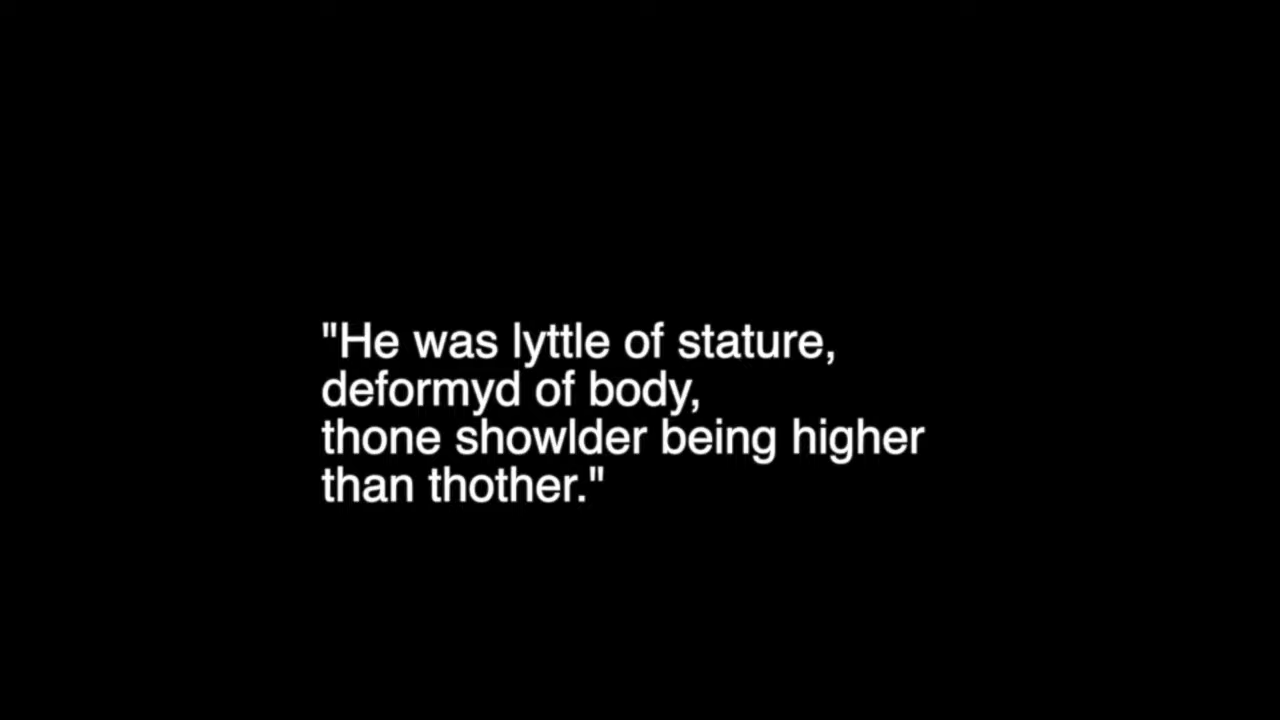 "He was lyttle of stature,
deformyd of body,
thone showlder being higher
than thother."